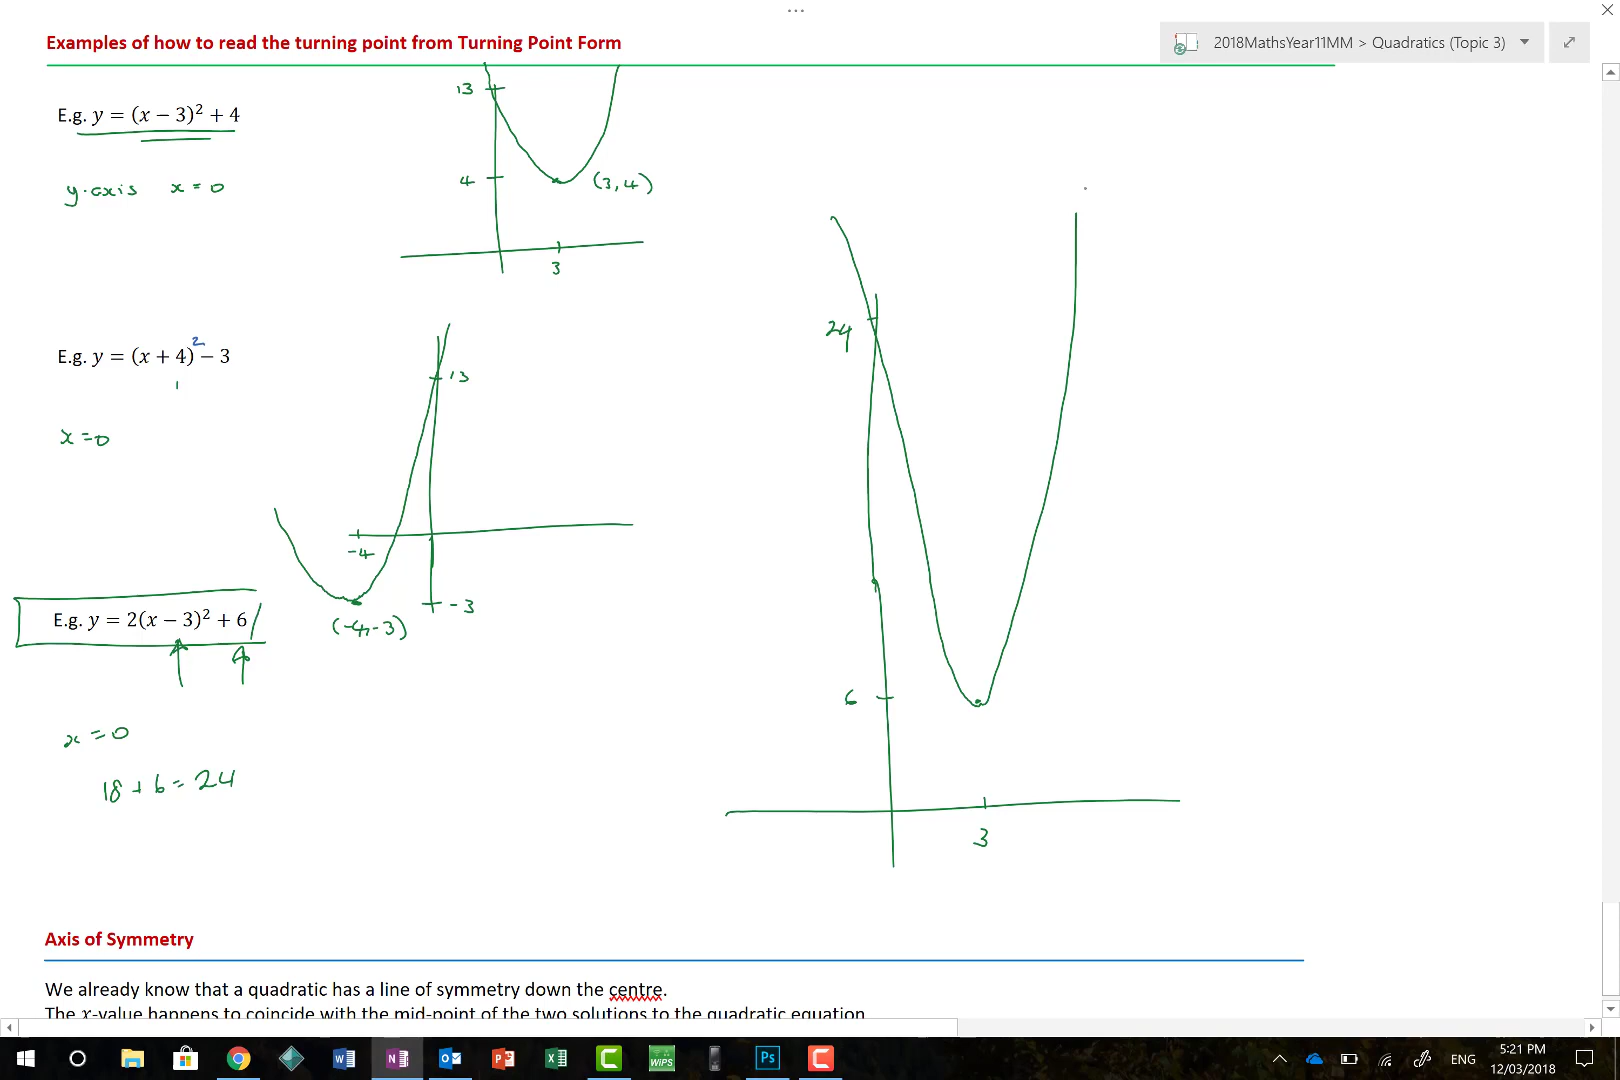 Examples of how to read the turning point from Turning Point Form
2018MathsYear11MM > Quadratics (Topic 3)
E.g. y = (x − 3)² + 4
y-axis x = 0
13
4
(3, 4)
3
E.g. y = (x + 4)² − 3
x = 0
13
-4
-3
(-4, -3)
E.g. y = 2(x − 3)² + 6
x = 0
18 + 6 = 24
24
6
3
Axis of Symmetry
We already know that a quadratic has a line of symmetry down the centre.
The x-value happens to coincide with the mid-point of the two solutions to the quadratic equation
WiPS
ENG
5:21 PM
12/03/2018